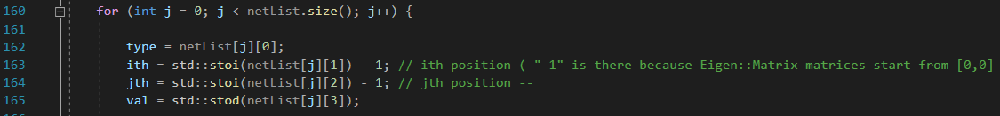 160 for (int j = 0; j < netList.size(); j++) {
161
162 type = netList[j][0];
163 ith = std::stoi(netList[j][1]) - 1; // ith position ( "-1" is there because Eigen::Matrix matrices start from [0,0]
164 jth = std::stoi(netList[j][2]) - 1; // jth position --
165 val = std::stod(netList[j][3]);